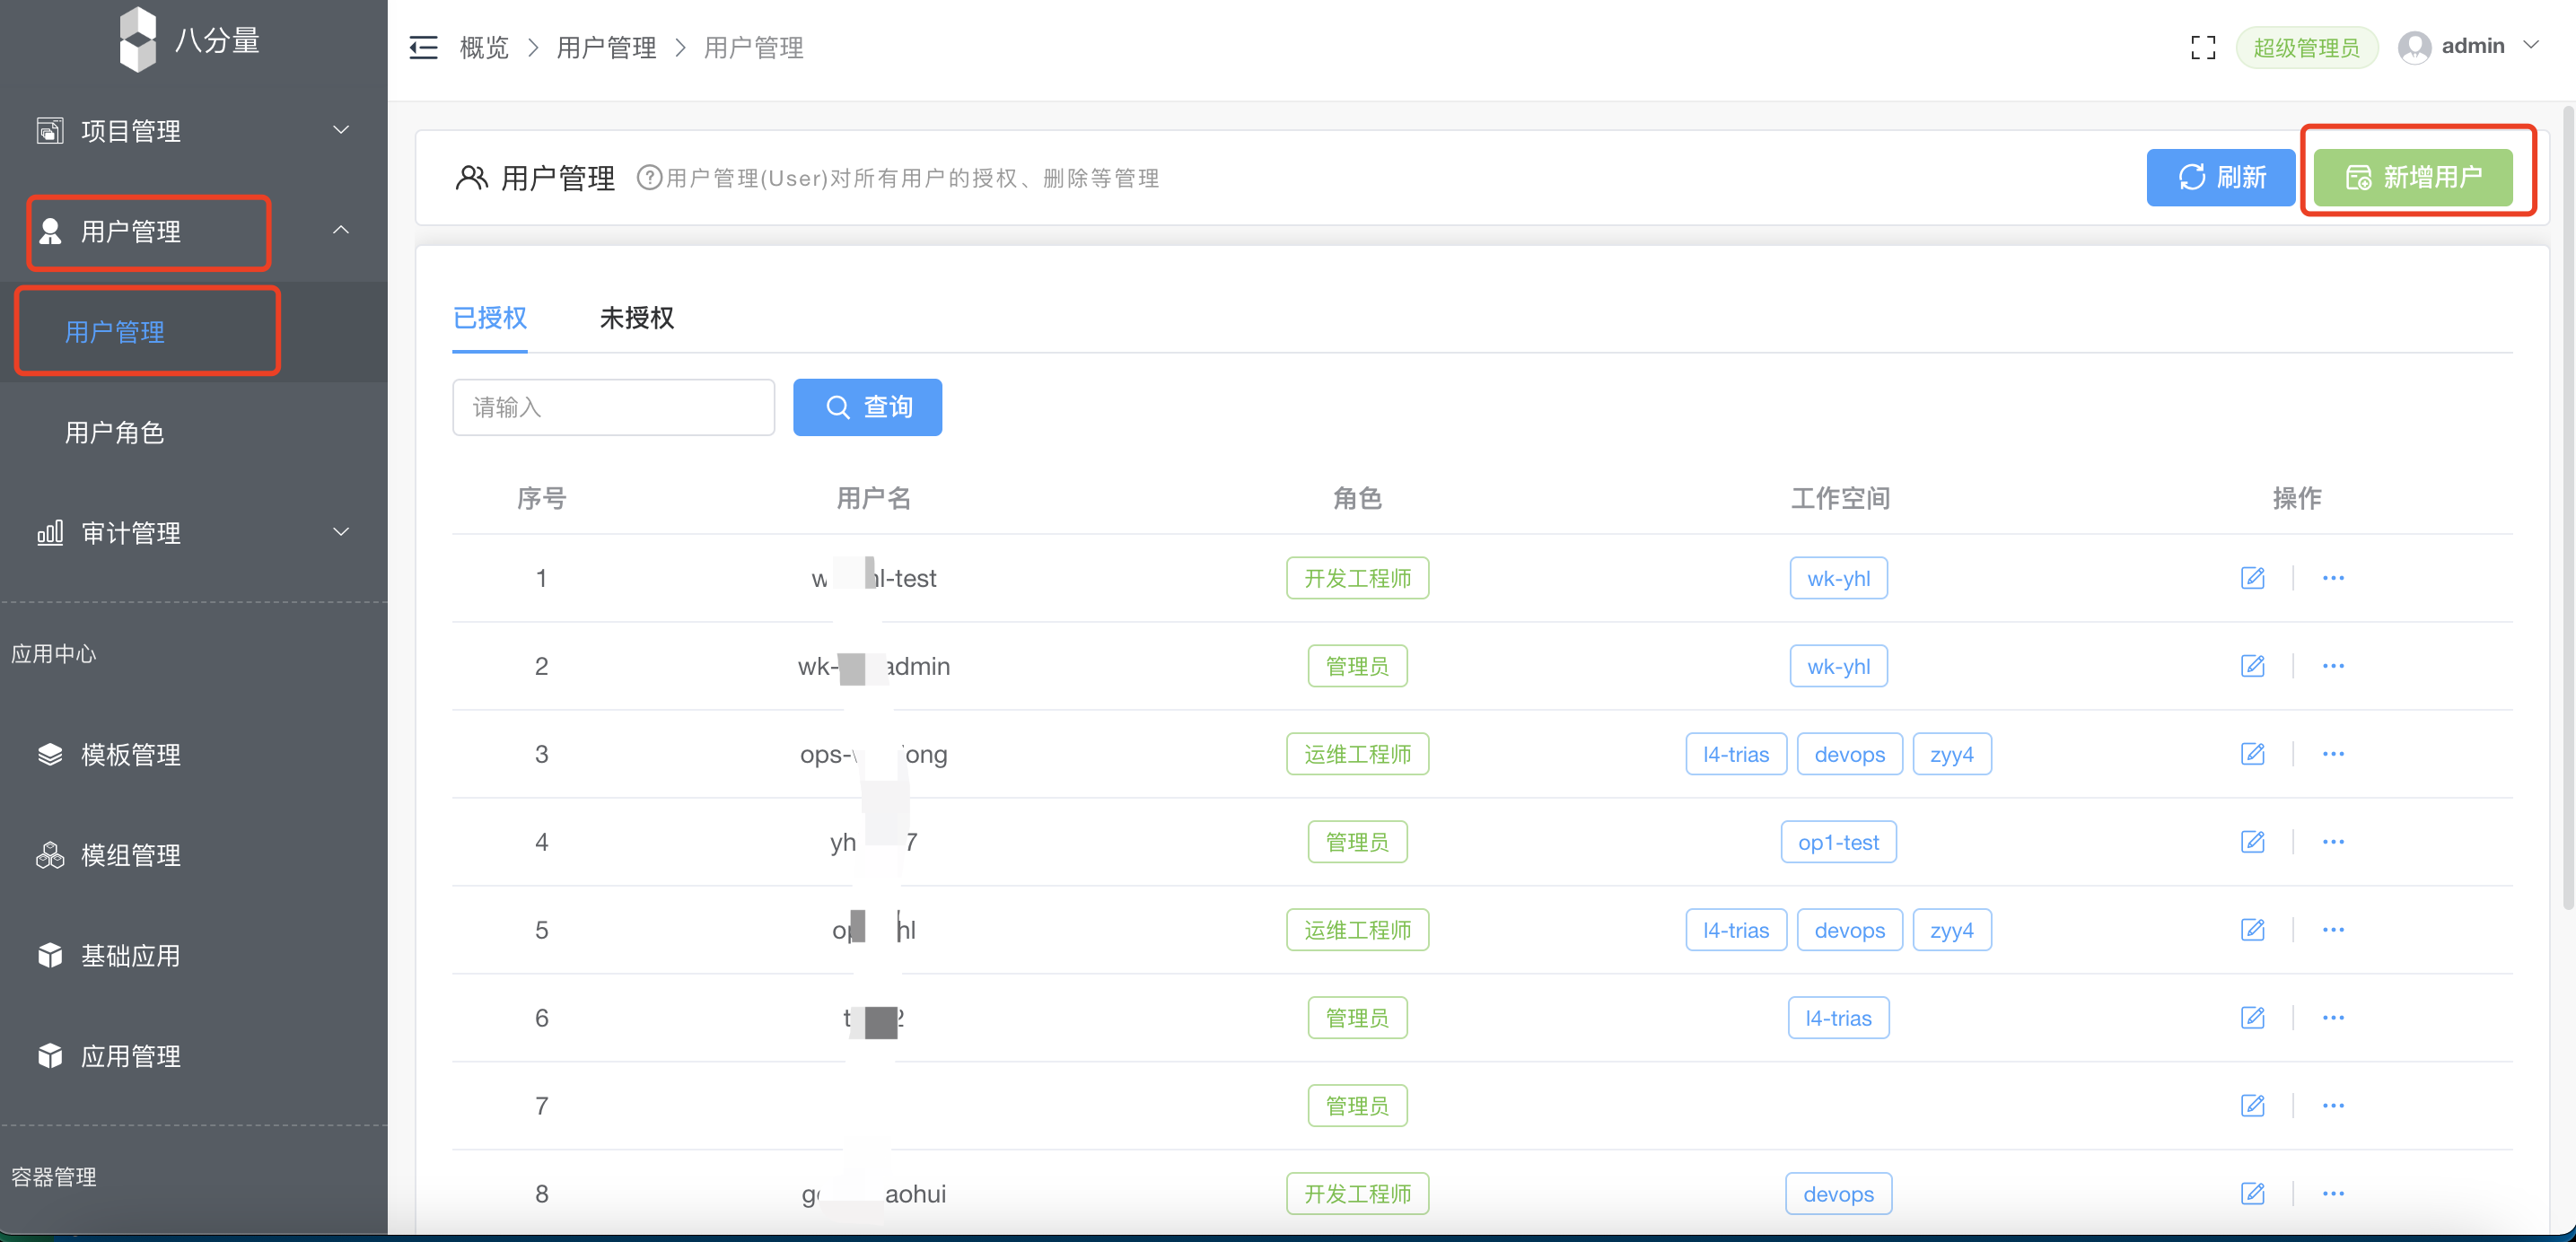 八分量
项目管理
用户管理
用户管理
用户角色
审计管理
应用中心
模板管理
模组管理
基础应用
应用管理
容器管理
概览 > 用户管理 > 用户管理
超级管理员 admin
用户管理 ?用户管理(User)对所有用户的授权、删除等管理
刷新 新增用户
已授权 未授权
请输入 查询
序号 用户名 角色 工作空间 操作
1 -test 开发工程师 wk-yhl
2 wk- admin 管理员 wk-yhl
3 ops- ong 运维工程师 l4-trias devops zyy4
4 yh 7 管理员 op1-test
5 hl 运维工程师 l4-trias devops zyy4
6 管理员 l4-trias
7 管理员
8 aohui 开发工程师 devops